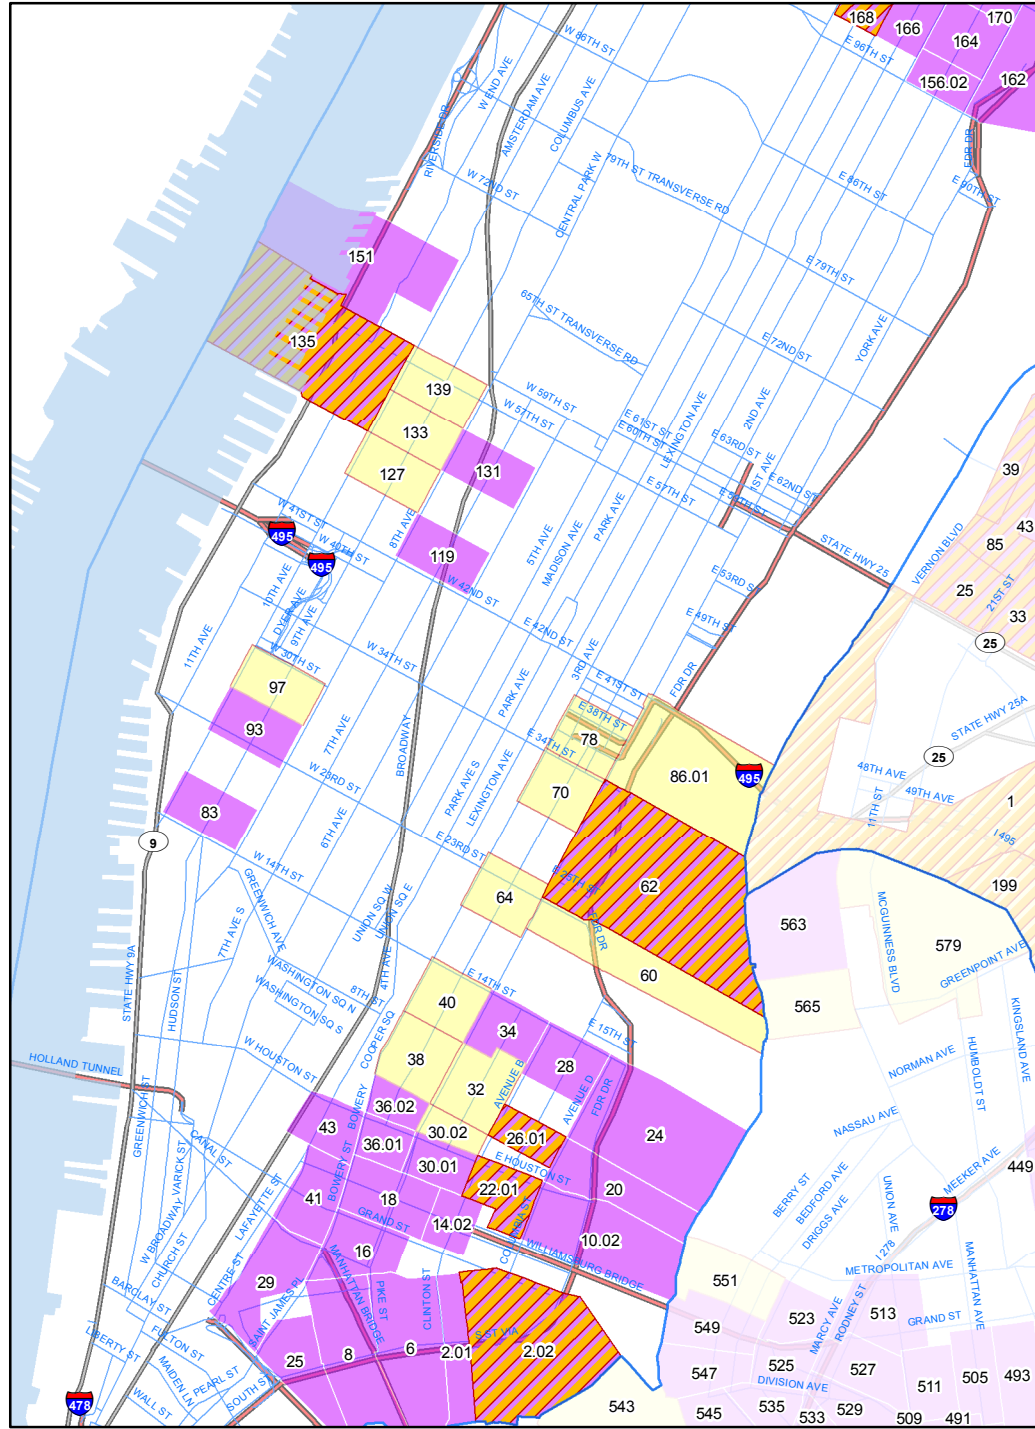 168
166
170
164
W 86TH ST
E 96TH ST
156.02
162
W END AVE
AMSTERDAM AVE
COLUMBUS AVE
RIVERSIDE DR
FDR DR
W 72ND ST
79TH ST TRANSVERSE RD
CENTRAL PARK W
E 86TH ST
E 90TH ST
151
E 79TH ST
135
65TH ST TRANSVERSE RD
YORK AVE
E 72ND ST
139
W 59TH ST
W 57TH ST
LEXINGTON AVE
2ND AVE
E 61ST ST
E 60TH ST
E 63RD ST
133
131
127
1ST AVE
E 62ND ST
E 57TH ST
E 59TH ST
39
PARK AVE
W 41ST ST
495
W 40TH ST
8TH AVE
119
5TH AVE
MADISON AVE
STATE HWY 25
VERNON BLVD
43
85
495
10TH AVE
DYER AVE
9TH AVE
W 42ND ST
E 53RD ST
25
21ST ST
33
E 49TH ST
E 42ND ST
11TH AVE
W 30TH ST
W 34TH ST
3RD AVE
E 41ST ST
FDR DR
25
97
PARK AVE
E 38TH ST
STATE HWY 25A
93
7TH AVE
BROADWAY
E 34TH ST
78
25
86.01
495
48TH AVE
49TH AVE
W 23RD ST
PARK AVE S
LEXINGTON AVE
70
11TH ST
1
83
6TH AVE
9
E 23RD ST
I 495
W 14TH ST
E 25TH ST
62
199
GREENWICH AVE
64
UNION SQ W
UNION SQ E
FDR DR
563
MCGUINNESS BLVD
579
7TH AVE S
4TH AVE
60
GREENPOINT AVE
WASHINGTON SQ N
WASHINGTON SQ S
8TH ST
E 14TH ST
STATE HWY 9A
HUDSON ST
40
565
KINGSLAND AVE
34
E 15TH ST
COOPER SQ
W HOUSTON ST
38
28
NORMAN AVE
HUMBOLDT ST
HOLLAND TUNNEL
32
AVENUE B
AVENUE D
FDR DR
GREENWICH ST
BOWERY
36.02
NASSAU AVE
43
30.02
26.01
24
CANAL ST
36.01
MEEKER AVE
449
VARICK ST
30.01
E HOUSTON ST
BERRY ST
BEDFORD AVE
DRIGGS AVE
UNION AVE
41
BOWERY ST
LAFAYETTE ST
18
22.01
20
278
GRAND ST
14.02
COLUMBIA ST
10.02
W BROADWAY
CHURCH ST
16
WILLIAMSBURG BRIDGE
I 278
MANHATTAN AVE
METROPOLITAN AVE
CENTRE ST
29
MANHATTAN BRIDGE
PIKE ST
CLINTON ST
551
BARCLAY ST
SAINT JAMES PL
MARCY AVE
RODNEY ST
523
513
GRAND ST
549
LIBERTY ST
FULTON ST
25
8
6
2.01
S ST VIA
2.02
MAIDEN LN
PEARL ST
SOUTH ST
547
525
527
505
493
DIVISION AVE
511
478
WALL ST
543
545
535
533
529
509
491